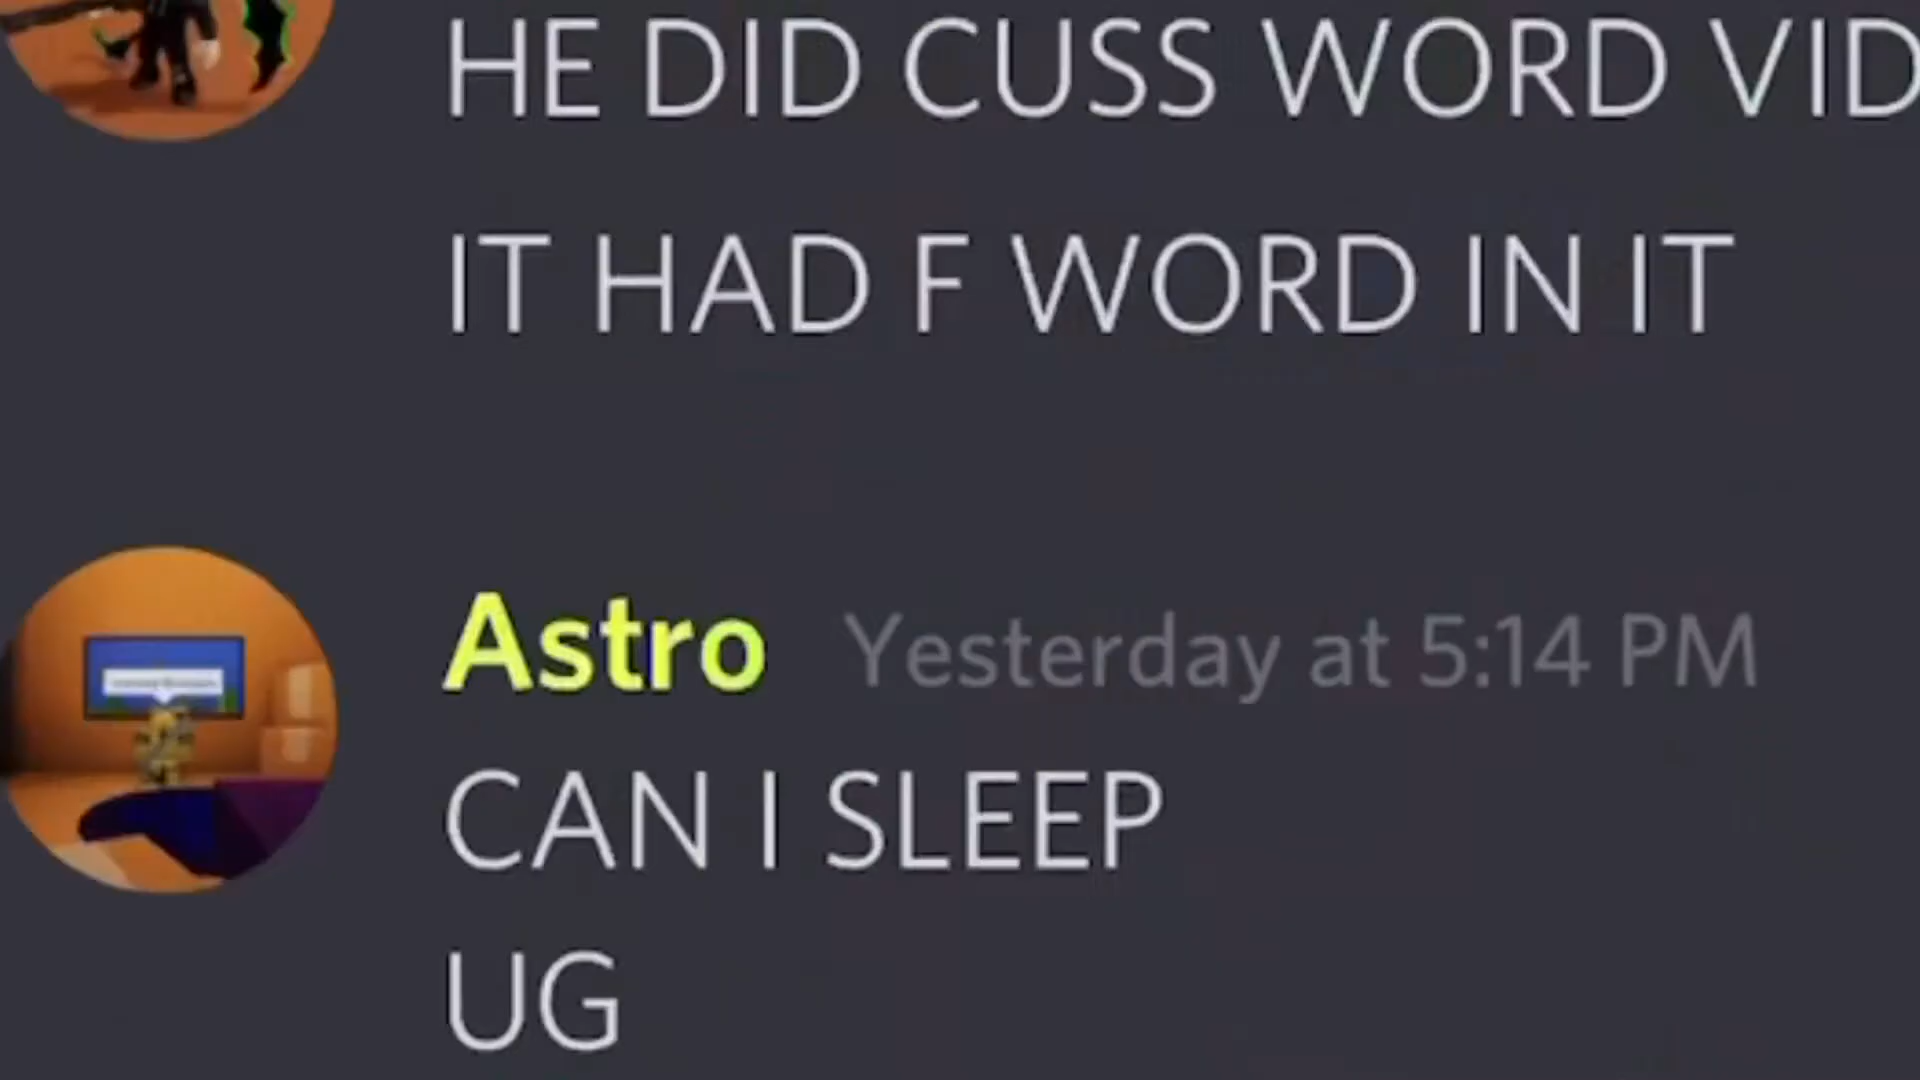 HE DID CUSS WORD VID
IT HAD F WORD IN IT
Astro Yesterday at 5:14 PM
CAN I SLEEP
UG